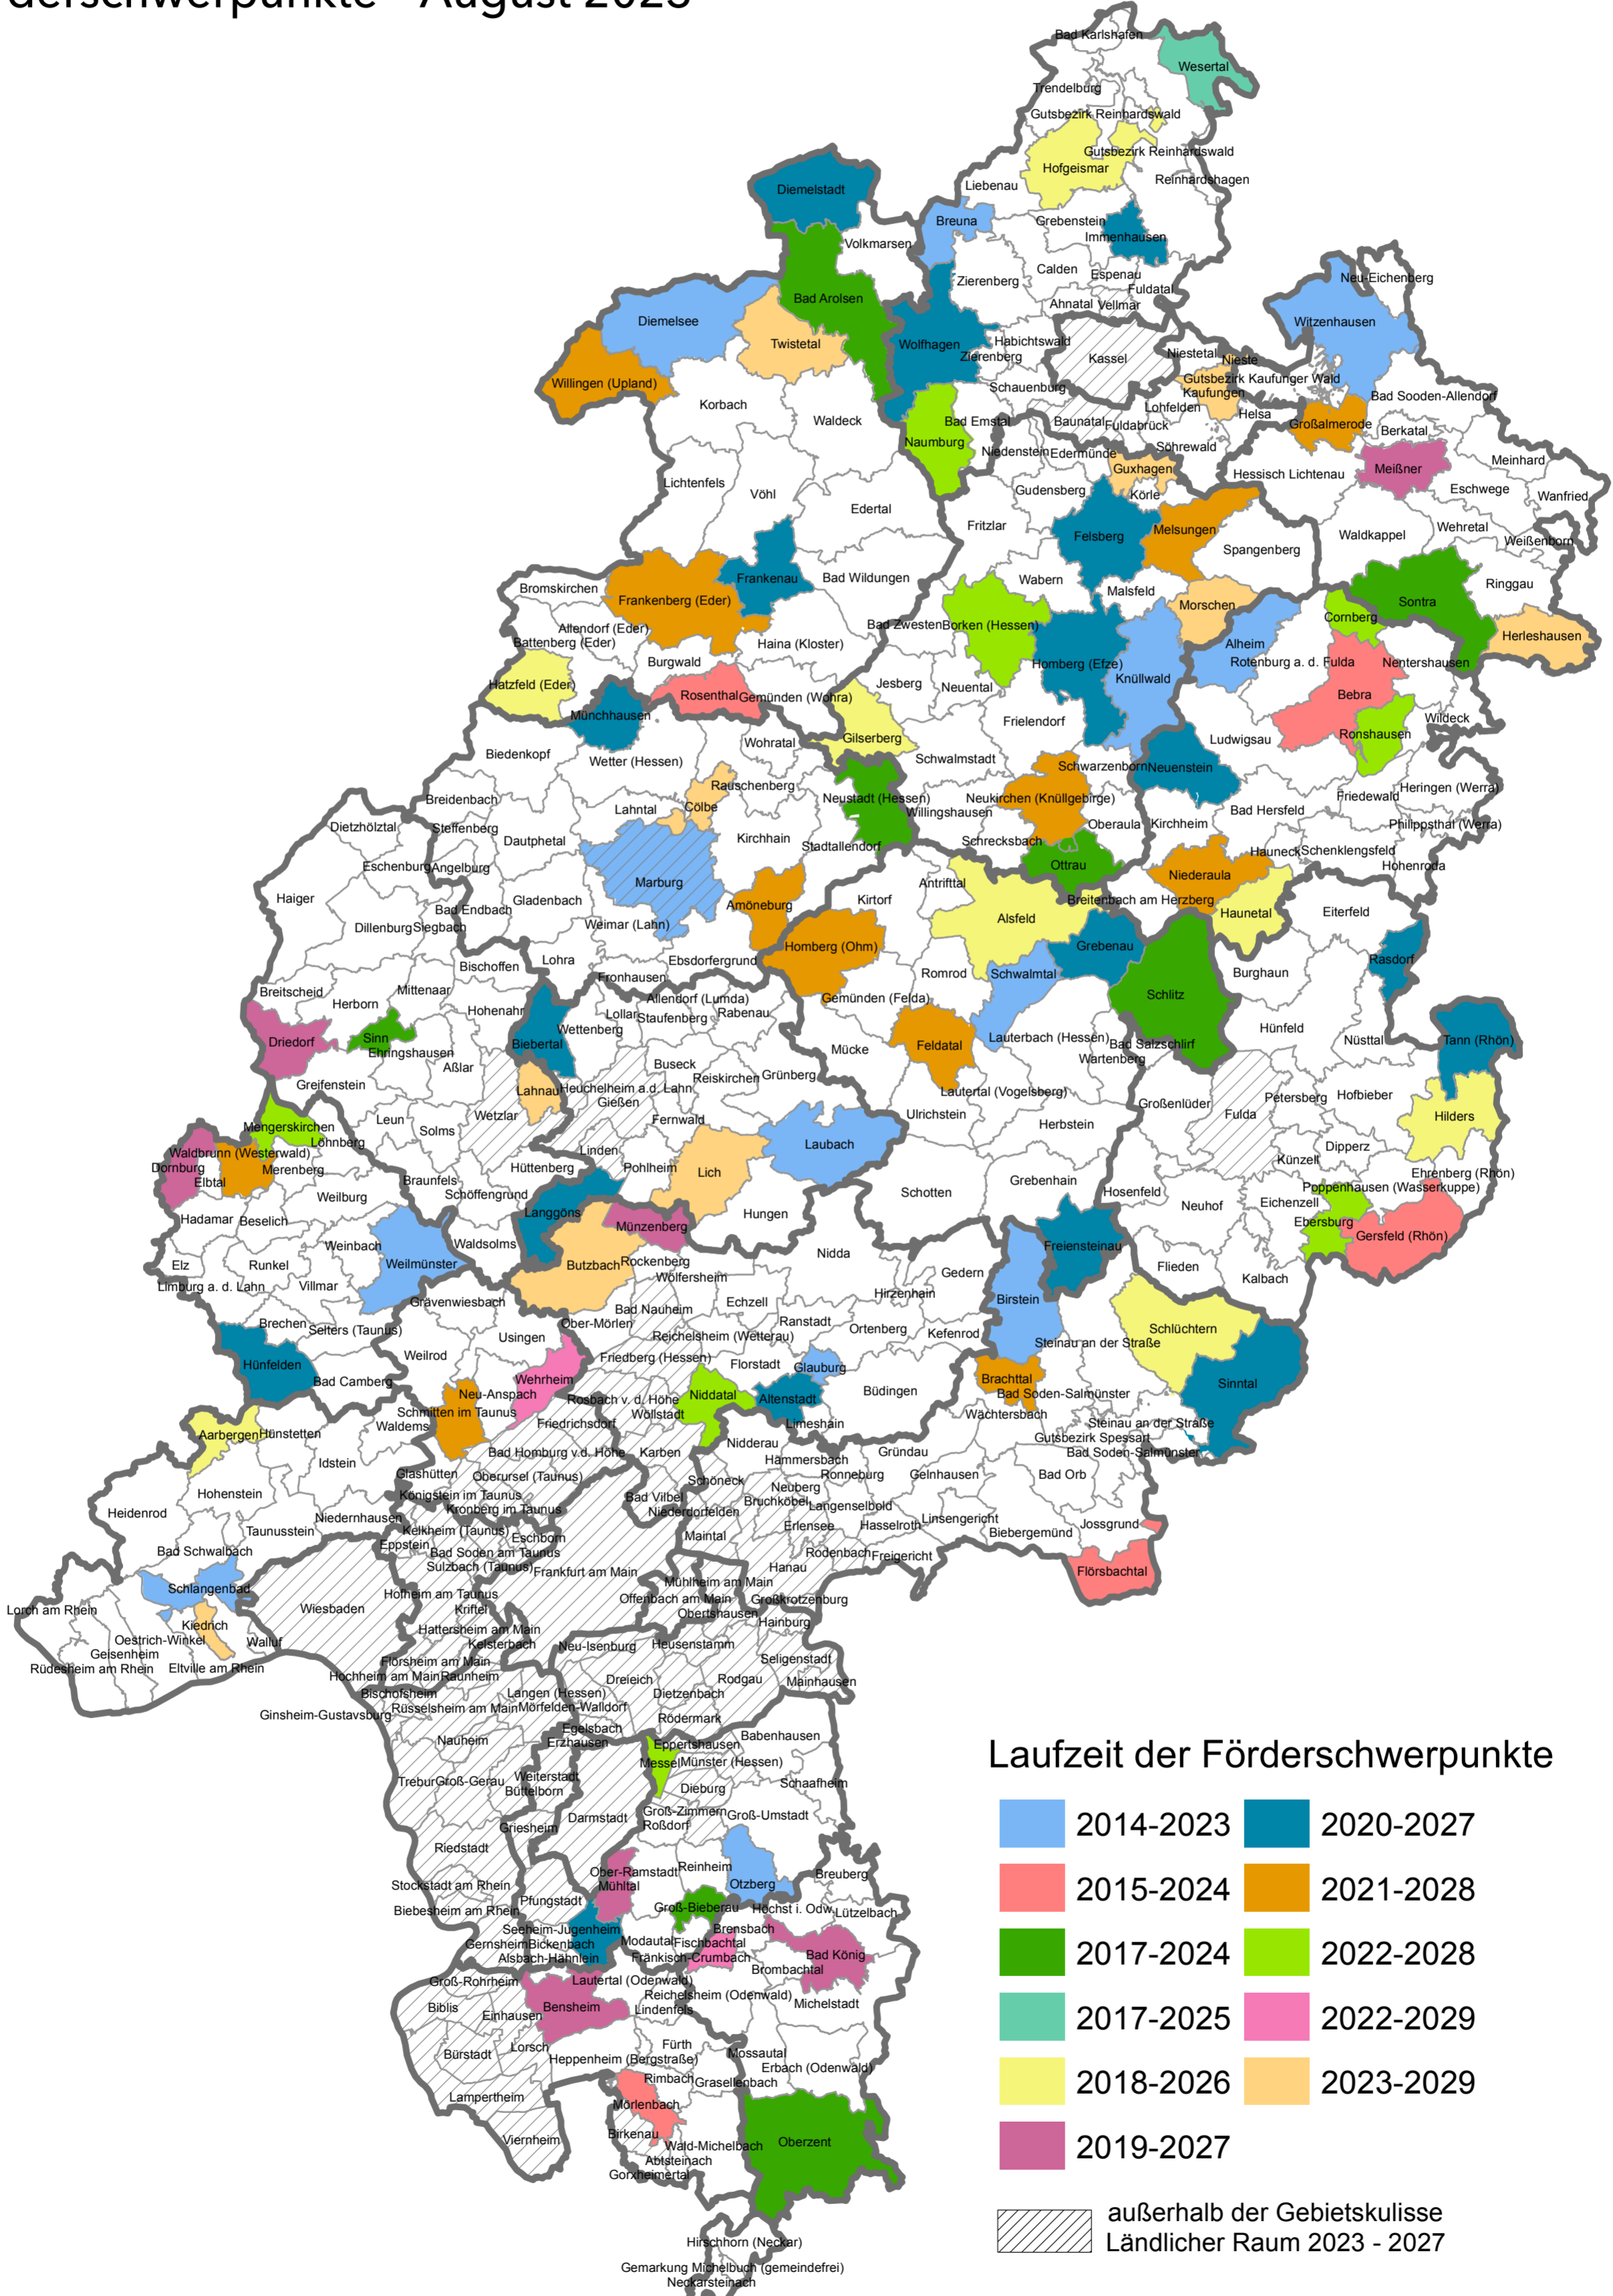 derschwerpunkte - August 2023
Bad Karlshafen
Wesertal
Trendelburg
Gutsbezirk Reinhardswald
Gutsbezirk Reinhardswald
Hofgeismar
Reinhardshagen
Liebenau
Diemelstadt
Breuna
Grebenstein
Immenhausen
Volkmarsen
Zierenberg
Calden
Espenau
Fuldatal
Neu-Eichenberg
Bad Arolsen
Ahnatal
Vellmar
Diemelsee
Witzenhausen
Twistetal
Wolfhagen
Habichtswald
Zierenberg
Kassel
Niestetal
Nieste
Willingen (Upland)
Gutsbezirk Kaufunger Wald
Kaufungen
Schauenburg
Bad Sooden-Allendorf
Korbach
Lohfelden
Helsa
Waldeck
Bad Emstal
Baunatal
Fuldabrück
Großalmerode
Berkatal
Naumburg
Niedenstein
Edermünde
Söhrewald
Meißner
Meinhard
Guxhagen
Hessisch Lichtenau
Lichtenfels
Vöhl
Gudensberg
Körle
Eschwege
Wanfried
Edertal
Fritzlar
Felsberg
Melsungen
Waldkappel
Wehretal
Weißenborn
Spangenberg
Frankenau
Bad Wildungen
Wabern
Malsfeld
Ringgau
Bromskirchen
Frankenberg (Eder)
Morschen
Sontra
Cornberg
Allendorf (Eder)
Battenberg (Eder)
Haina (Kloster)
Bad Zwesten
Borken (Hessen)
Alheim
Herleshausen
Burgwald
Homberg (Efze)
Rotenburg a. d. Fulda
Nentershausen
Hatzfeld (Eder)
Rosenthal
Gemünden (Wohra)
Jesberg
Neuental
Knüllwald
Bebra
Münchhausen
Frielendorf
Wildeck
Gilserberg
Ludwigsau
Ronshausen
Biedenkopf
Wohratal
Wetter (Hessen)
Schwalmstadt
Schwarzenborn
Neuenstein
Rauschenberg
Breidenbach
Lahntal
Cölbe
Neustadt (Hessen)
Neukirchen (Knüllgebirge)
Willingshausen
Friedewald
Heringen (Werra)
Bad Hersfeld
Dietzhölztal
Steffenberg
Dautphetal
Kirchhain
Stadtallendorf
Schrecksbach
Oberaula
Kirchheim
Philippsthal (Werra)
Eschenburg
Angelburg
Marburg
Ottrau
Hauneck
Schenklengsfeld
Hohenroda
Niederaula
Haiger
Gladenbach
Amöneburg
Kirtorf
Antrifttal
Breitenbach am Herzberg
Haunetal
Bad Endbach
Alsfeld
Eiterfeld
Dillenburg
Siegbach
Weimar (Lahn)
Homberg (Ohm)
Grebenau
Rasdorf
Bischoffen
Lohra
Ebsdorfergrund
Fronhausen
Romrod
Schwalmtal
Burghaun
Breitscheid
Mittenaar
Herborn
Hohenahr
Allendorf (Lumda)
Lollar
Staufenberg
Rabenau
Gemünden (Felda)
Schlitz
Wettenberg
Driedorf
Sinn
Biebertal
Feldatal
Lauterbach (Hessen)
Bad Salzschlirf
Hünfeld
Nüsttal
Tann (Rhön)
Ehringshausen
Mücke
Wartenberg
Aßlar
Buseck
Reiskirchen
Grünberg
Greifenstein
Lahnau
Heuchelheim a.d. Lahn
Gießen
Lautertal (Vogelsberg)
Großenlüder
Petersberg
Hofbieber
Hilders
Leun
Wetzlar
Fernwald
Ulrichstein
Fulda
Mengerskirchen
Löhnberg
Solms
Herbstein
Waldbrunn (Westerwald)
Linden
Laubach
Dipperz
Dornburg
Merenberg
Hüttenberg
Pohlheim
Lich
Künzell
Ehrenberg (Rhön)
Elbtal
Braunfels
Grebenhain
Poppenhausen (Wasserkuppe)
Weilburg
Schöffengrund
Schotten
Hosenfeld
Neuhof
Eichenzell
Hadamar
Beselich
Langgöns
Münzenberg
Hungen
Ebersburg
Gersfeld (Rhön)
Weinbach
Waldsolms
Freiensteinau
Elz
Runkel
Weilmünster
Butzbach
Rockenberg
Nidda
Flieden
Limburg a. d. Lahn
Villmar
Wölfersheim
Gedern
Kalbach
Grävenwiesbach
Hirzenhain
Birstein
Brechen
Selters (Taunus)
Bad Nauheim
Echzell
Ober-Mörlen
Ranstadt
Usingen
Reichelsheim (Wetterau)
Ortenberg
Kefenrod
Steinau an der Straße
Schlüchtern
Hünfelden
Weilrod
Friedberg (Hessen)
Florstadt
Glauburg
Bad Camberg
Wehrheim
Brachttal
Sinntal
Neu-Anspach
Rosbach v. d. Höhe
Niddatal
Altenstadt
Büdingen
Bad Soden-Salmünster
Schmitten im Taunus
Wöllstadt
Wächtersbach
Waldems
Friedrichsdorf
Limeshain
Steinau an der Straße
Aarbergen
Hünstetten
Nidderau
Gutsbezirk Spessart
Bad Homburg v.d. Höhe
Karben
Hammersbach
Gründau
Bad Soden-Salmünster
Idstein
Glashütten
Oberursel (Taunus)
Schöneck
Ronneburg
Gelnhausen
Bad Orb
Hohenstein
Königstein im Taunus
Bad Vilbel
Neuberg
Kronberg im Taunus
Bruchköbel
Langenselbold
Heidenrod
Niedernhausen
Niederdorfelden
Linsengericht
Taunusstein
Kelkheim (Taunus)
Eschborn
Maintal
Erlensee
Hasselroth
Biebergemünd
Jossgrund
Eppstein
Bad Schwalbach
Bad Soden am Taunus
Rodenbach
Freigericht
Sulzbach (Taunus)
Frankfurt am Main
Hanau
Flörsbachtal
Schlangenbad
Mühlheim am Main
Hofheim am Taunus
Offenbach am Main
Großkrotzenburg
Lorch am Rhein
Wiesbaden
Kriftel
Obertshausen
Kiedrich
Hattersheim am Main
Hainburg
Oestrich-Winkel
Walluf
Kelsterbach
Neu-Isenburg
Heusenstamm
Geisenheim
Flörsheim am Main
Seligenstadt
Rüdesheim am Rhein
Eltville am Rhein
Hochheim am Main
Raunheim
Dreieich
Rodgau
Mainhausen
Bischofsheim
Langen (Hessen)
Dietzenbach
Ginsheim-Gustavsburg
Rüsselsheim am Main
Mörfelden-Walldorf
Rödermark
Egelsbach
Babenhausen
Nauheim
Erzhausen
Eppertshausen
Messel
Münster (Hessen)
Trebur
Groß-Gerau
Weiterstadt
Büttelborn
Dieburg
Schaafheim
Darmstadt
Groß-Zimmern
Groß-Umstadt
Griesheim
Roßdorf
Riedstadt
Ober-Ramstadt
Reinheim
Mühltal
Otzberg
Breuberg
Stockstadt am Rhein
Pfungstadt
Biebesheim am Rhein
Groß-Bieberau
Höchst i. Odw.
Lützelbach
Seeheim-Jugenheim
Brensbach
Gernsheim
Bickenbach
Modautal
Fischbachtal
Alsbach-Hähnlein
Fränkisch-Crumbach
Bad König
Brombachtal
Groß-Rohrheim
Lautertal (Odenwald)
Reichelsheim (Odenwald)
Biblis
Bensheim
Lindenfels
Michelstadt
Einhausen
Lorsch
Fürth
Bürstadt
Heppenheim (Bergstraße)
Mossautal
Erbach (Odenwald)
Rimbach
Grasellenbach
Lampertheim
Mörlenbach
Birkenau
Oberzent
Viernheim
Wald-Michelbach
Abtsteinach
Gorxheimertal
Hirschhorn (Neckar)
Gemarkung Michelbuch (gemeindefrei)
Neckarsteinach
Laufzeit der Förderschwerpunkte
2014-2023 2020-2027
2015-2024 2021-2028
2017-2024 2022-2028
2017-2025 2022-2029
2018-2026 2023-2029
2019-2027
außerhalb der Gebietskulisse
Ländlicher Raum 2023 - 2027